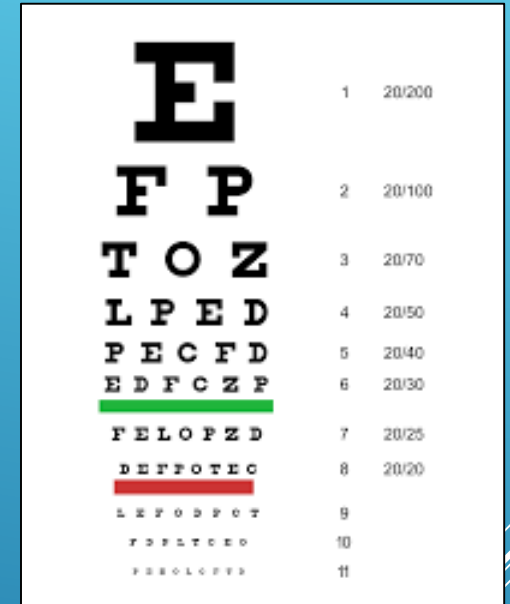 E 1 20/200
F P 2 20/100
T O Z 3 20/70
L P E D 4 20/50
P E C F D 5 20/40
E D F C Z P 6 20/30
F E L O P Z D 7 20/25
D E F P O T E C 8 20/20
9
10
11